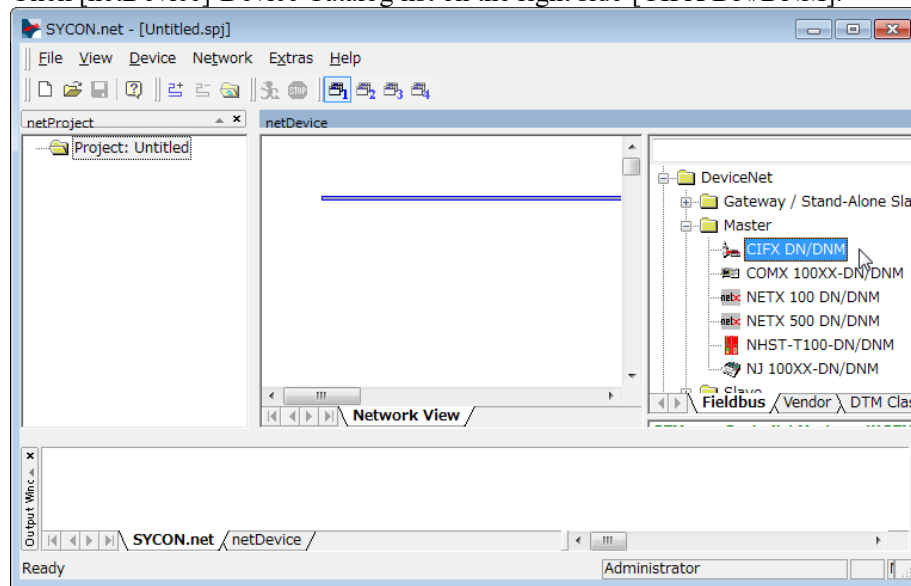 SYCON.net - [Untitled.spj]
File View Device Network Extras Help
netProject
netDevice
Project: Untitled
DeviceNet
Gateway / Stand-Alone Sla
Master
CIFX DN/DNM
COMX 100XX-DN/DNM
NETX 100 DN/DNM
NETX 500 DN/DNM
NHST-T100-DN/DNM
NJ 100XX-DN/DNM
Slave
Network View
Fieldbus Vendor DTM Clas
Output Winc
SYCON.net netDevice
Ready
Administrator